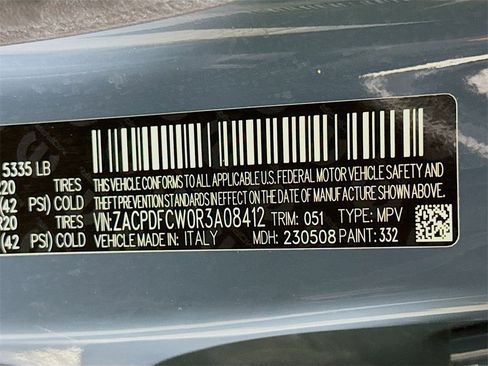 5335 LB
20 TIRES
(42 PSI) COLD
R20 TIRES
(42 PSI) COLD
THIS VEHICLE CONFORMS TO ALL APPLICABLE U.S. FEDERAL MOTOR VEHICLE SAFETY AND
THEFT PREVENTION STANDARDS IN EFFECT ON THE DATE OF MANUFACTURE SHOWN ABOVE.
VIN: ZACPDFCW0R3A08412 TRIM: 051 TYPE: MPV
VEHICLE MADE IN: ITALY MDH: 230508 PAINT: 332